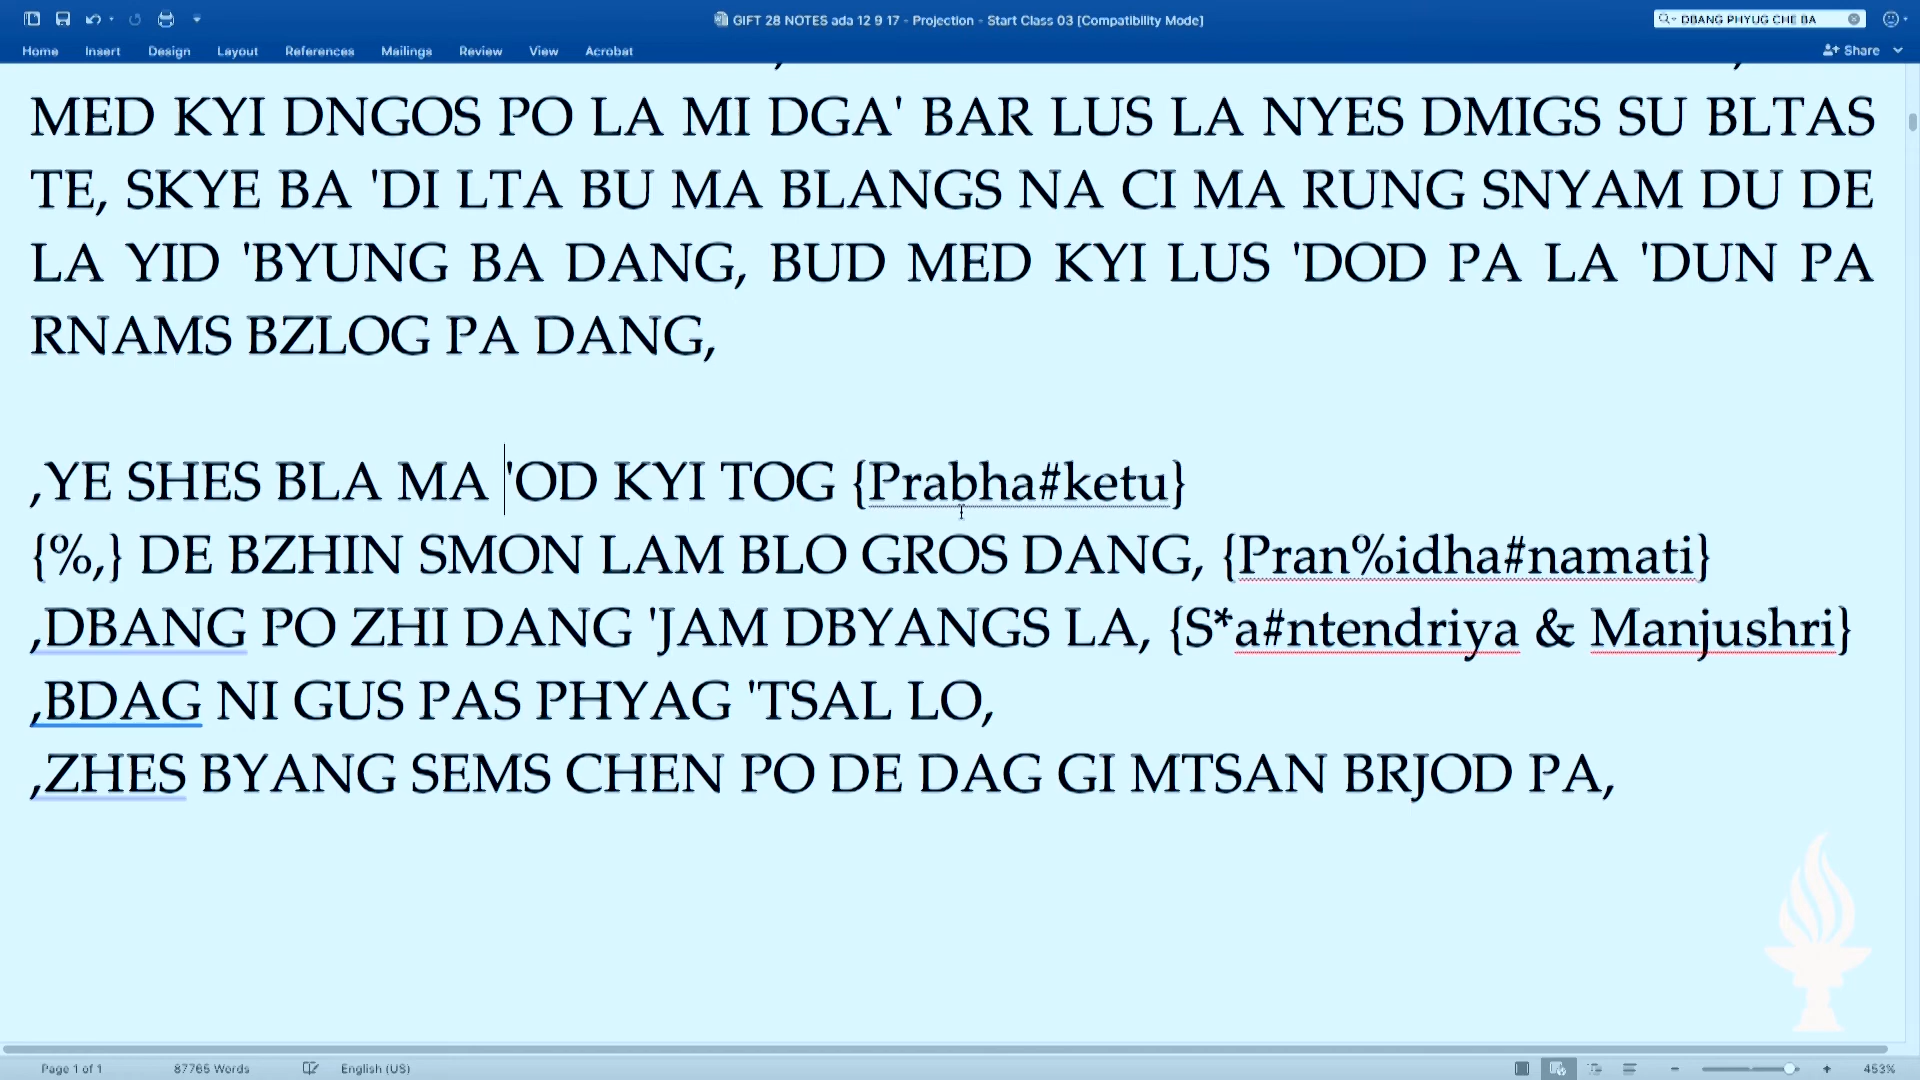 GIFT 28 NOTES ada 12 9 17 - Projection - Start Class 03 [Compatibility Mode]
DBANG PHYUG CHE BA
Home Insert Design Layout References Mailings Review View Acrobat Share
MED KYI DNGOS PO LA MI DGA' BAR LUS LA NYES DMIGS SU BLTAS
TE, SKYE BA 'DI LTA BU MA BLANGS NA CI MA RUNG SNYAM DU DE
LA YID 'BYUNG BA DANG, BUD MED KYI LUS 'DOD PA LA 'DUN PA
RNAMS BZLOG PA DANG,
,YE SHES BLA MA 'OD KYI TOG {Prabha#ketu}
{%,} DE BZHIN SMON LAM BLO GROS DANG, {Pran%idha#namati}
,DBANG PO ZHI DANG 'JAM DBYANGS LA, {S*a#ntendriya & Manjushri}
,BDAG NI GUS PAS PHYAG 'TSAL LO,
,ZHES BYANG SEMS CHEN PO DE DAG GI MTSAN BRJOD PA,
Page 1 of 1 87765 Words English (US) 453%